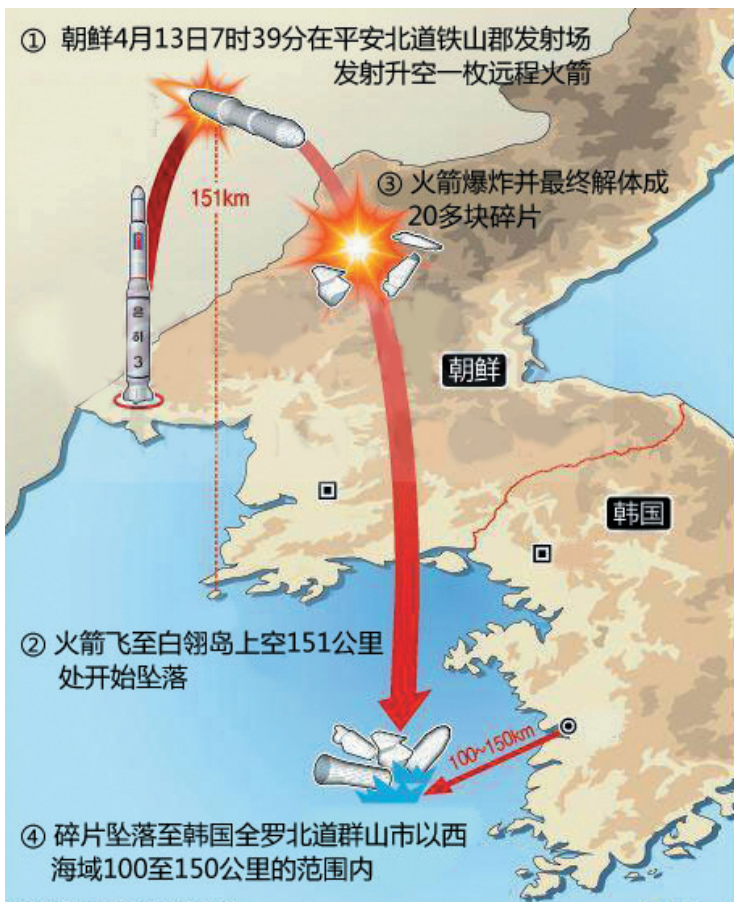 ① 朝鲜4月13日7时39分在平安北道铁山郡发射场
发射升空一枚远程火箭
151km
③ 火箭爆炸并最终解体成
20多块碎片
은
하
3
朝鲜
韩国
② 火箭飞至白翎岛上空151公里
处开始坠落
100~150km
④ 碎片坠落至韩国全罗北道群山市以西
海域100至150公里的范围内